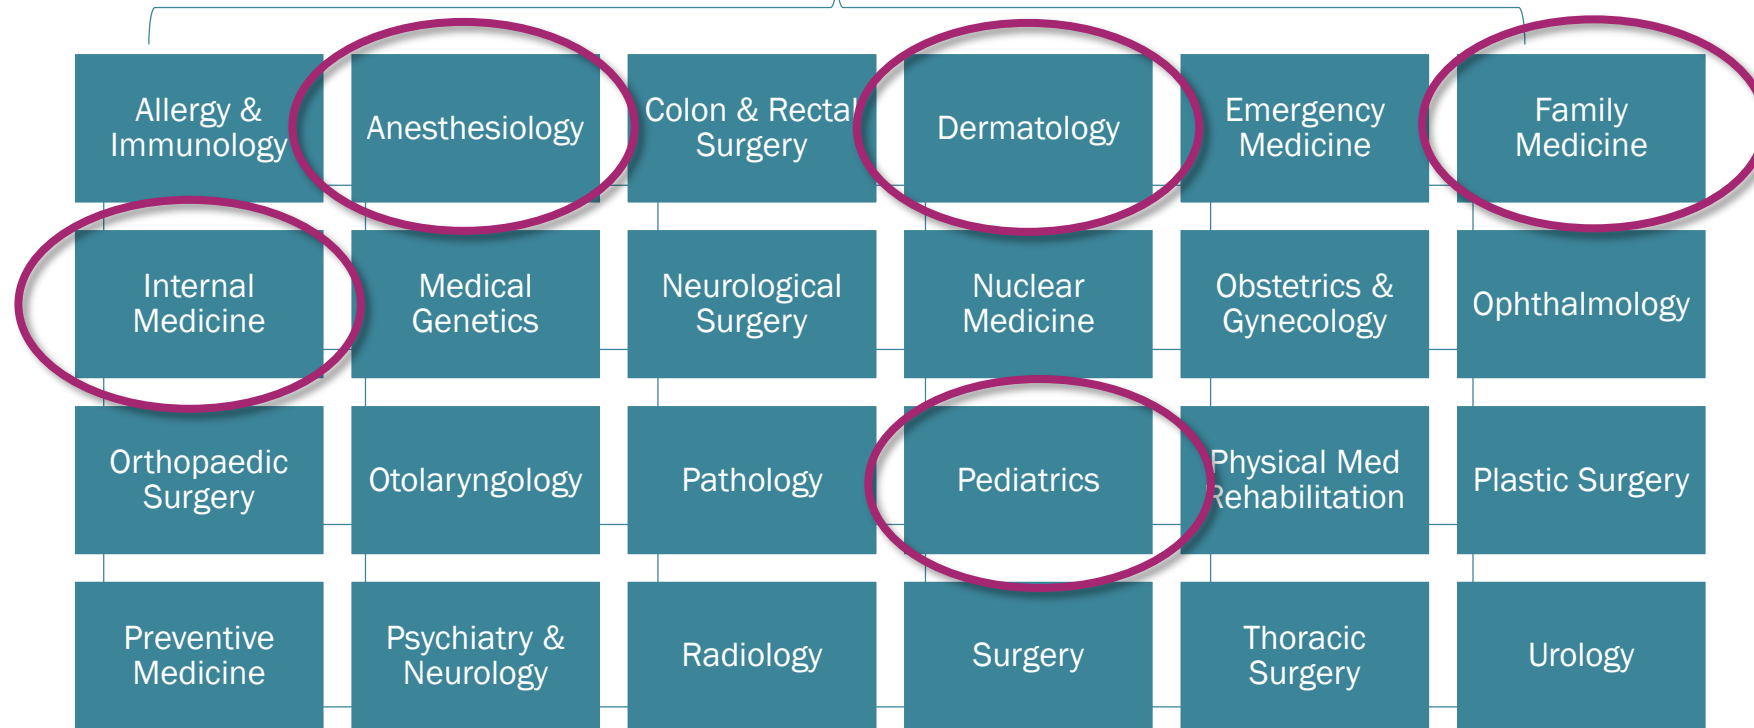 Allergy &
Immunology
Anesthesiology
Colon & Rectal
Surgery
Dermatology
Emergency
Medicine
Family
Medicine
Internal
Medicine
Medical
Genetics
Neurological
Surgery
Nuclear
Medicine
Obstetrics &
Gynecology
Ophthalmology
Orthopaedic
Surgery
Otolaryngology
Pathology
Pediatrics
Physical Med
Rehabilitation
Plastic Surgery
Preventive
Medicine
Psychiatry &
Neurology
Radiology
Surgery
Thoracic
Surgery
Urology